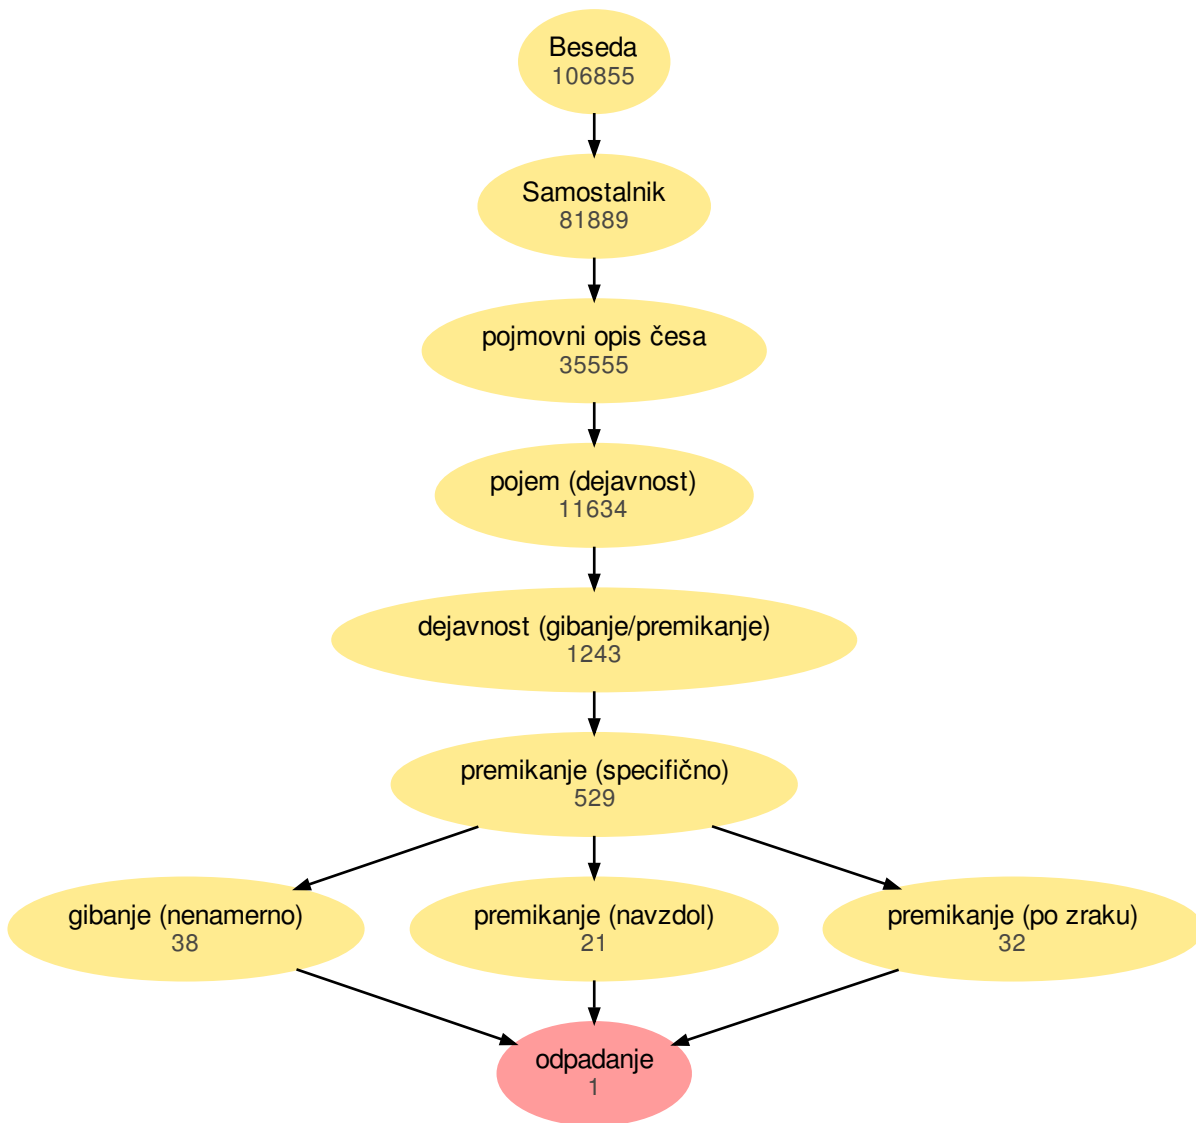 Beseda
106855
Samostalnik
81889
pojmovni opis česa
35555
pojem (dejavnost)
11634
dejavnost (gibanje/premikanje)
1243
premikanje (specifično)
529
gibanje (nenamerno)
38
premikanje (navzdol)
21
premikanje (po zraku)
32
odpadanje
1